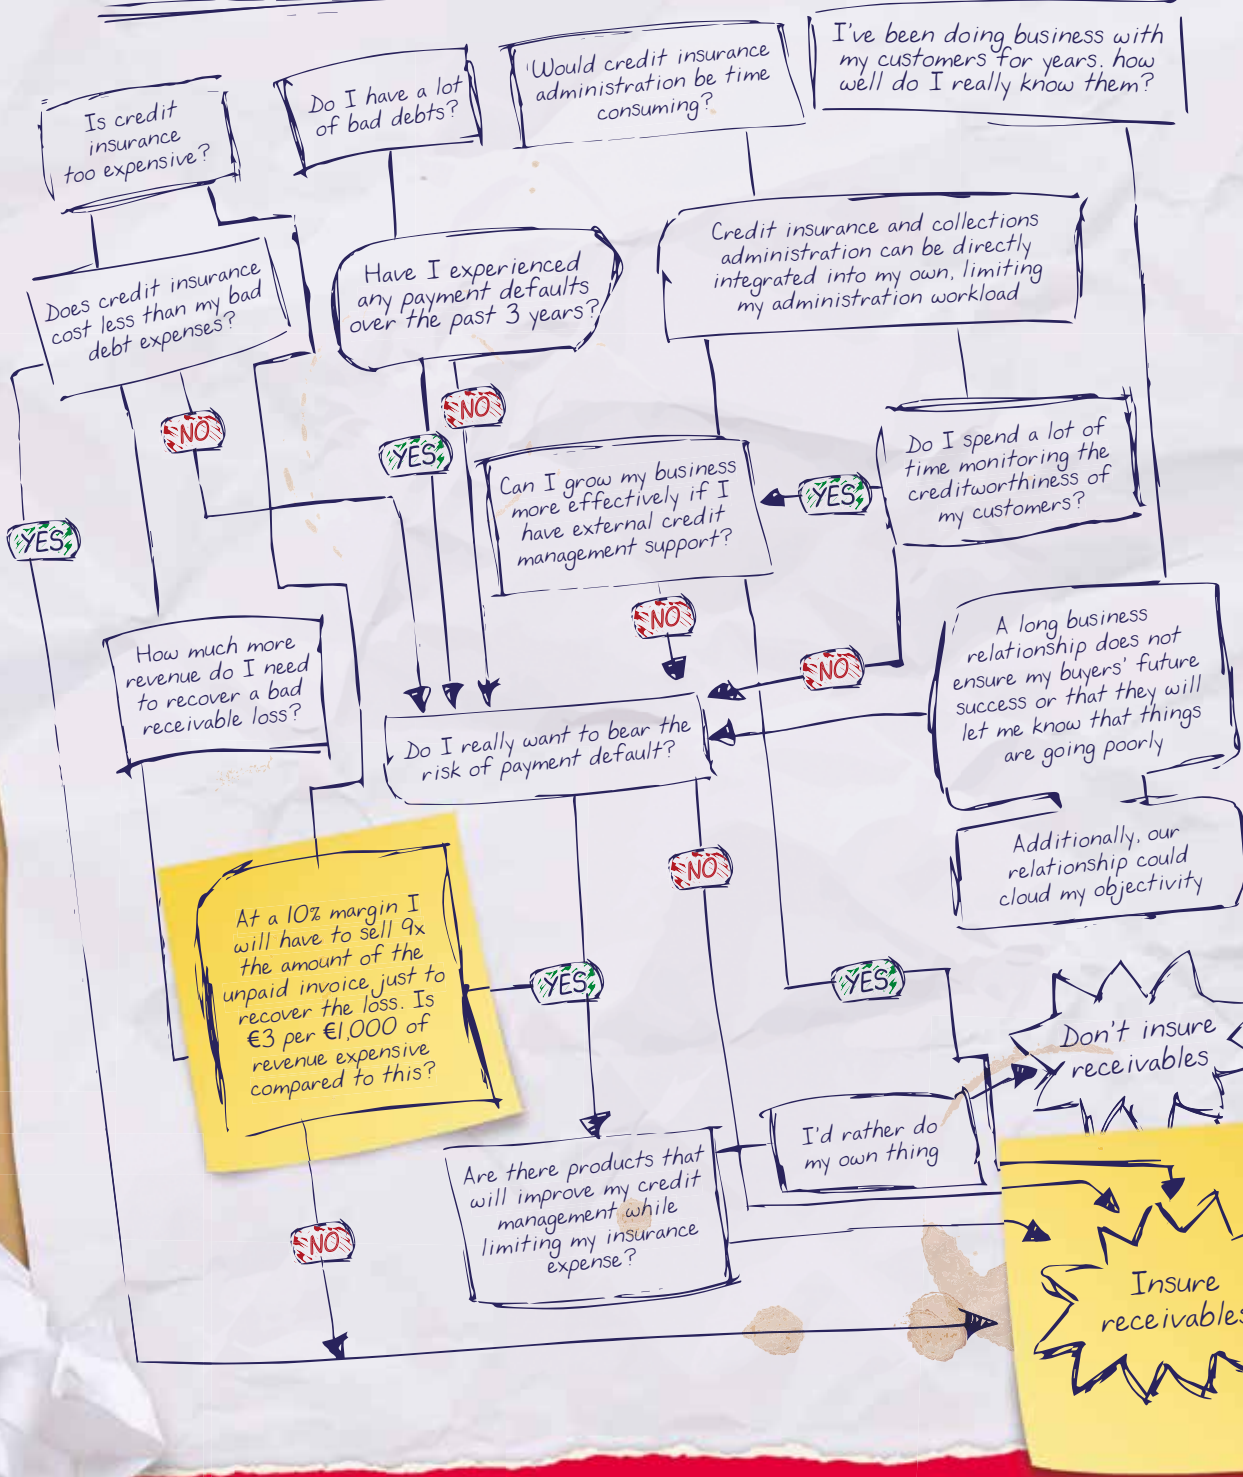 Is credit
insurance
too expensive?
Do I have a lot
of bad debts?
'Would credit insurance
administration be time
consuming?
I've been doing business with
my customers for years. how
well do I really know them?
Does credit insurance
cost less than my bad
debt expenses?
Have I experienced
any payment defaults
over the past 3 years?
Credit insurance and collections
administration can be directly
integrated into my own, limiting
my administration workload
NO
NO
YES
YES
Can I grow my business
more effectively if I
have external credit
management support?
YES
Do I spend a lot of
time monitoring the
creditworthiness of
my customers?
NO
NO
How much more
revenue do I need
to recover a bad
receivable loss?
Do I really want to bear the
risk of payment default?
A long business
relationship does not
ensure my buyers' future
success or that they will
let me know that things
are going poorly
Additionally, our
relationship could
cloud my objectivity
NO
At a 10% margin I
will have to sell 9x
the amount of the
unpaid invoice just to
recover the loss. Is
€3 per €1,000 of
revenue expensive
compared to this?
YES
YES
Don't insure
receivables
I'd rather do
my own thing
Are there products that
will improve my credit
management while
limiting my insurance
expense?
NO
Insure
receivables